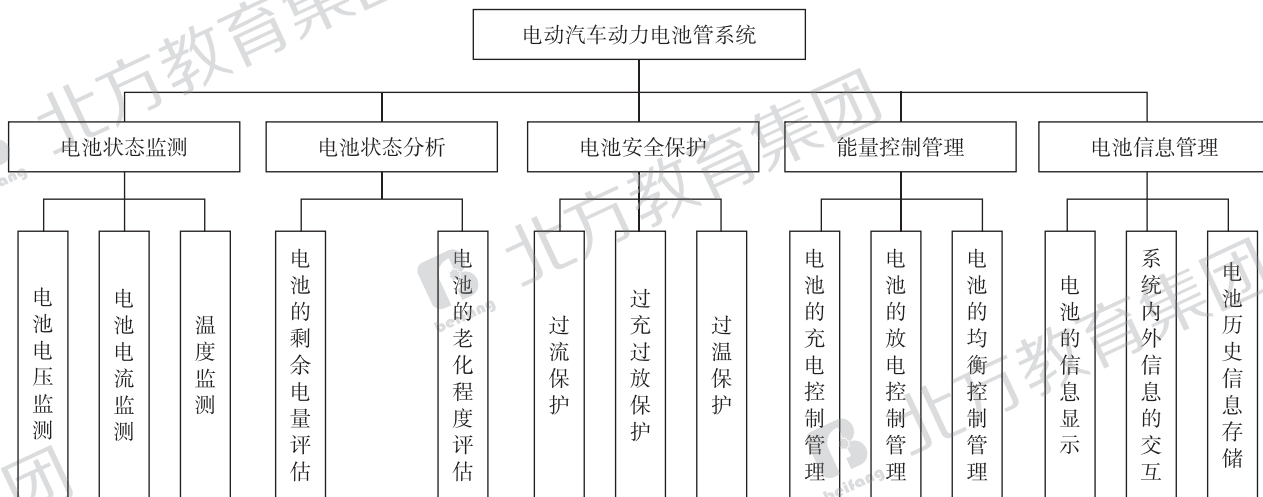 电动汽车动力电池管系统
电池状态监测
电池状态分析
电池安全保护
能量控制管理
电池信息管理
电池电压监测
电池电流监测
温度监测
电池的剩余电量评估
电池的老化程度评估
过流保护
过充过放保护
过温保护
电池的充电控制管理
电池的放电控制管理
电池的均衡控制管理
电池的信息显示
系统内外信息的交互
电池历史信息存储
北方教育集团
beifang
北方教育集团
beifang
北方教育集团
beifang
团